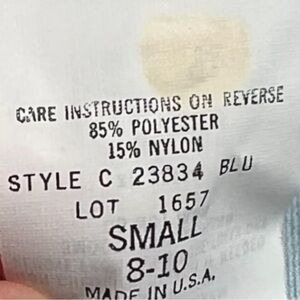 CARE INSTRUCTIONS ON REVERSE
85% POLYESTER
15% NYLON
STYLE C 23834 BLU
LOT 1657
SMALL
8-10
MADE IN U.S.A.